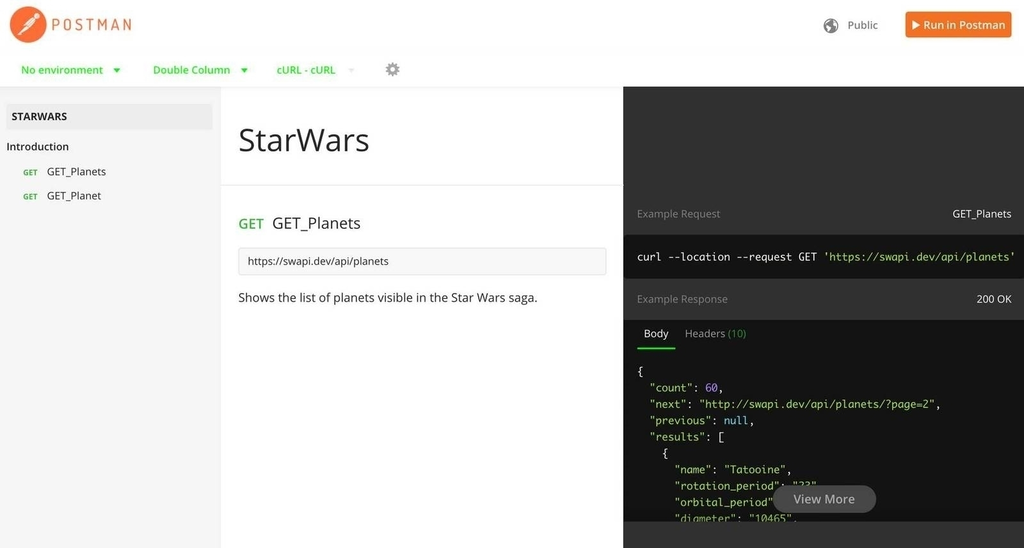 POSTMAN
Public
Run in Postman
No environment
Double Column
cURL - cURL
STARWARS
Introduction
GET GET_Planets
GET GET_Planet
StarWars
GET GET_Planets
https://swapi.dev/api/planets
Shows the list of planets visible in the Star Wars saga.
Example Request GET_Planets
curl --location --request GET 'https://swapi.dev/api/planets'
Example Response 200 OK
Body Headers (10)
{
"count": 60,
"next": "http://swapi.dev/api/planets/?page=2",
"previous": null,
"results": [
{
"name": "Tatooine",
"rotation_period": "23"
"orbital_period"
View More
"diameter": "10465",